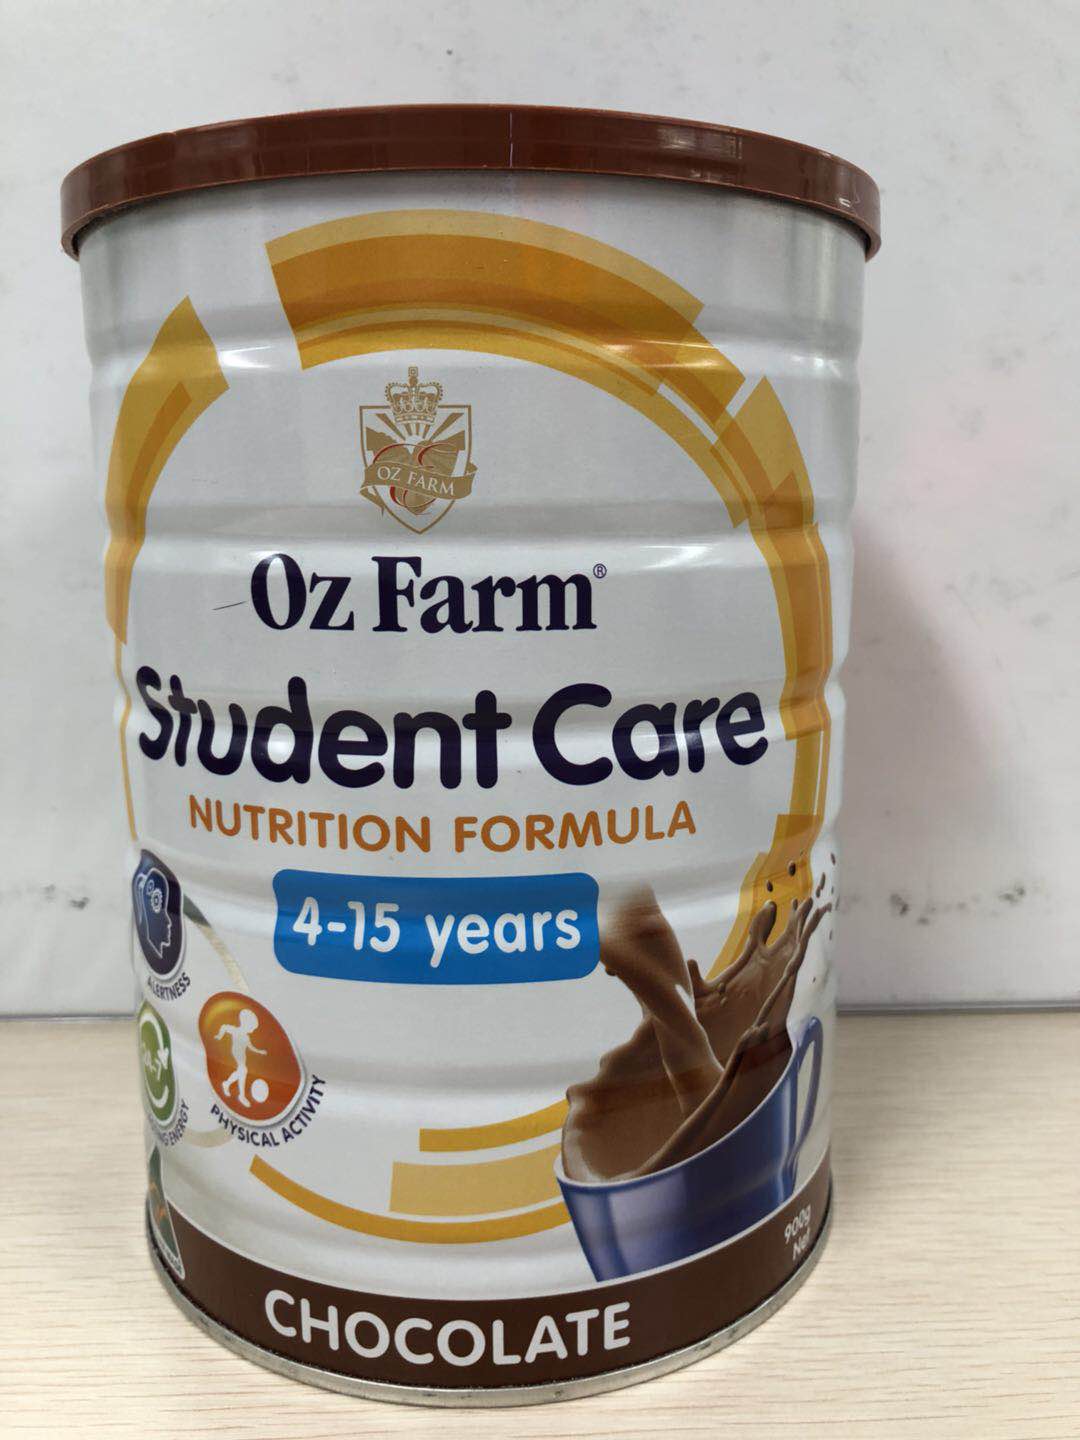 OZ FARM
Oz Farm®
Student Care
NUTRITION FORMULA
4-15 years
ALERTNESS
PHYSICAL ACTIVITY
ENERGY
900g
Net
CHOCOLATE